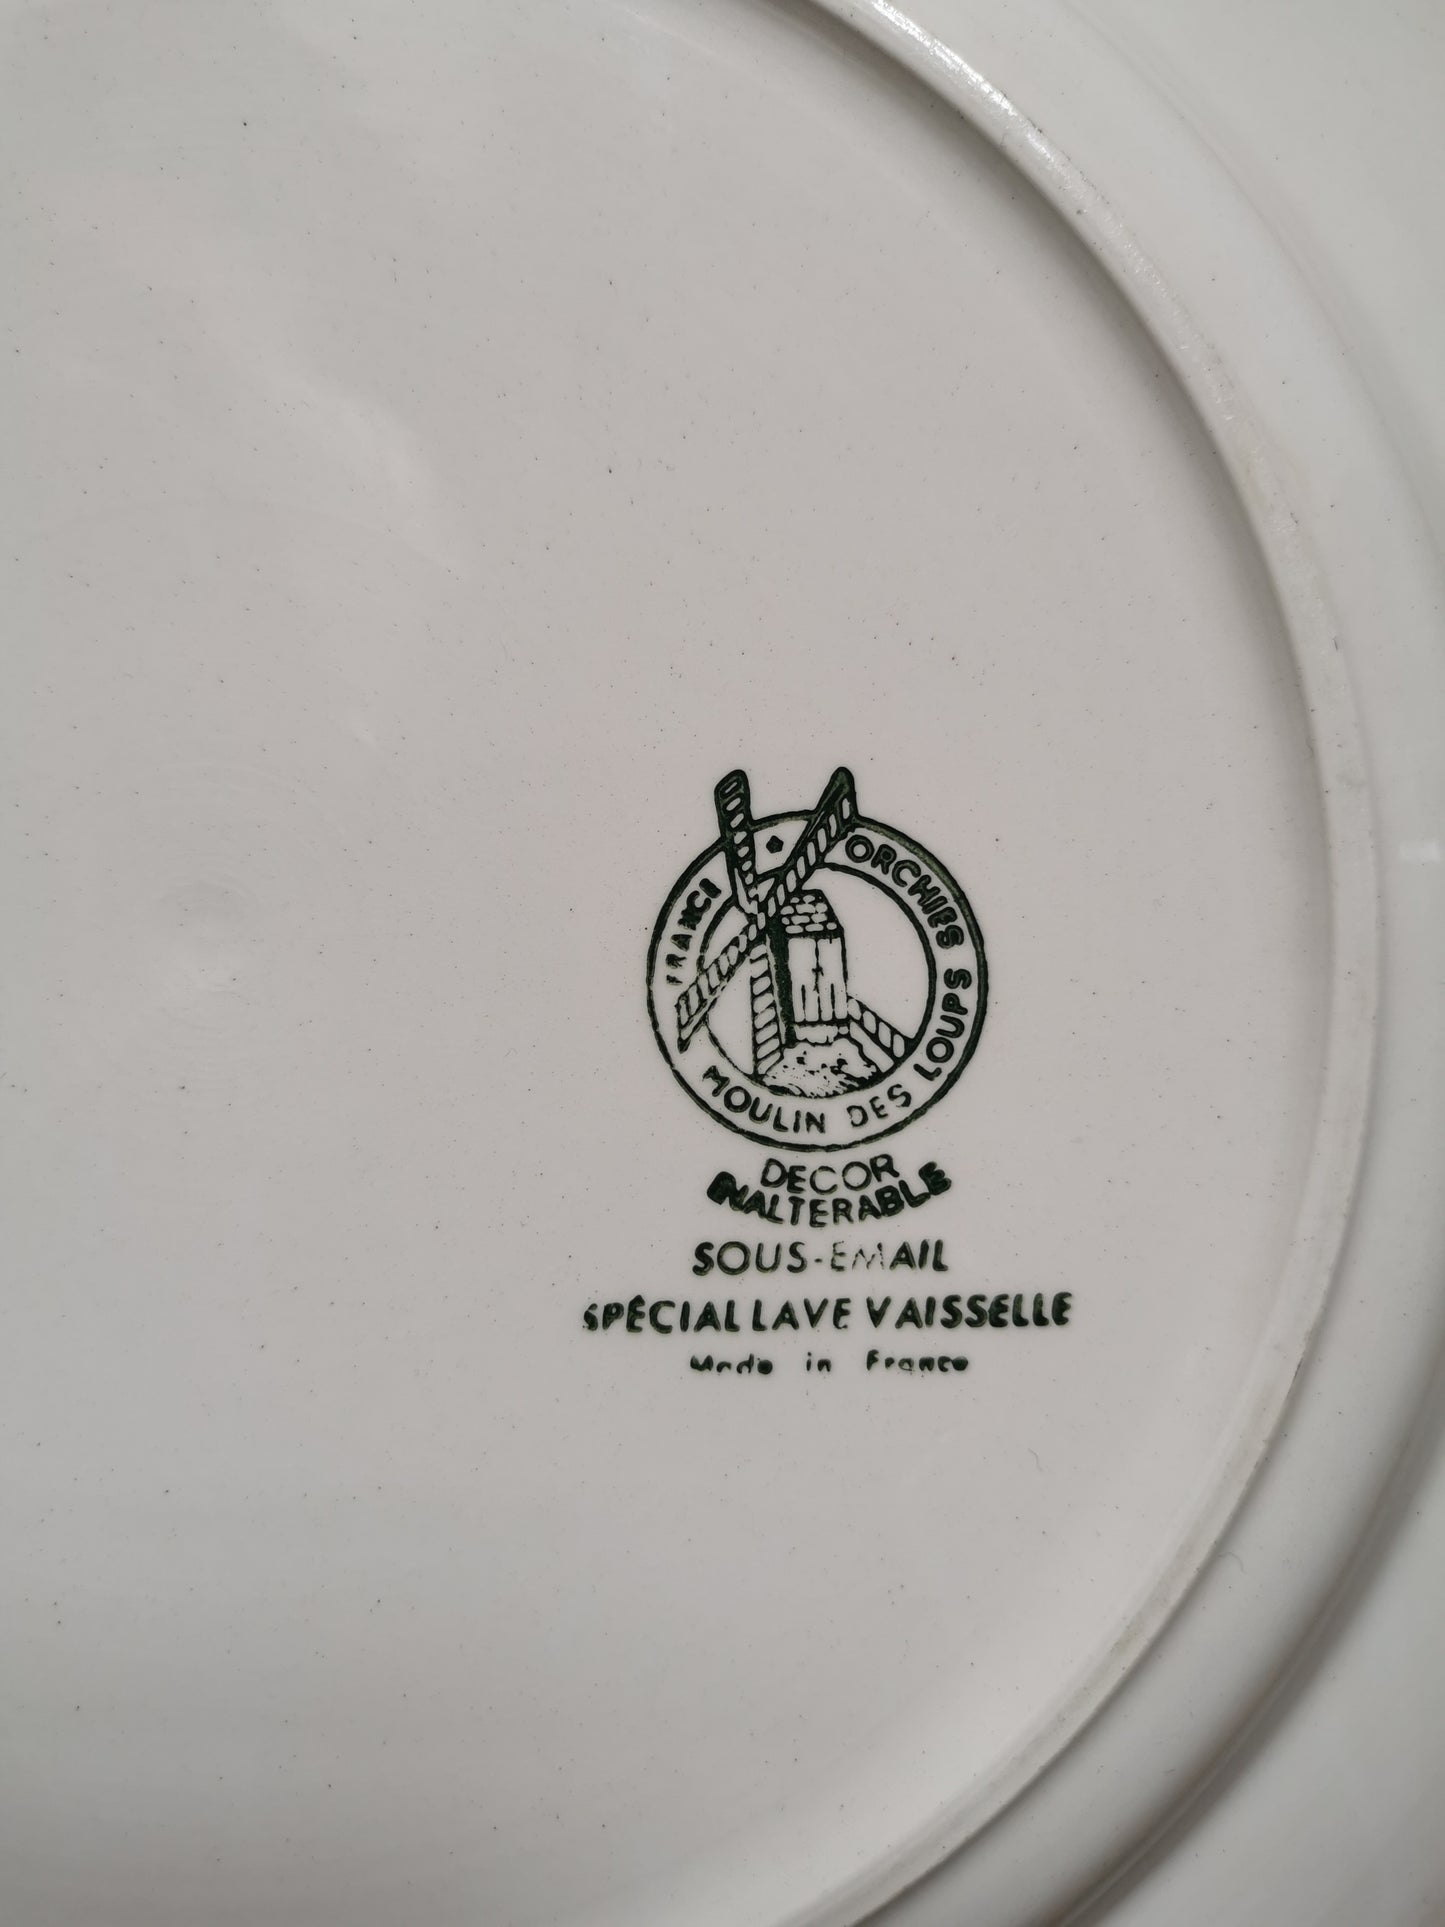 FRANCE
ORCHIES
MOULIN DES LOUPS
DECOR
INALTERABLE
SOUS-EMAIL
SPÉCIAL LAVE VAISSELLE
Made in France